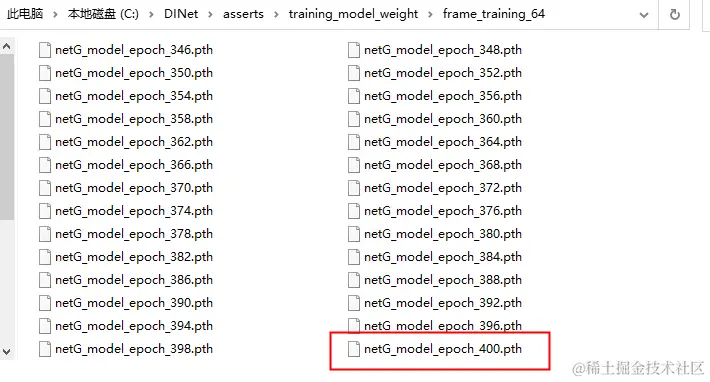 此电脑 > 本地磁盘 (C:) > DINet > asserts > training_model_weight > frame_training_64
netG_model_epoch_346.pth netG_model_epoch_348.pth
netG_model_epoch_350.pth netG_model_epoch_352.pth
netG_model_epoch_354.pth netG_model_epoch_356.pth
netG_model_epoch_358.pth netG_model_epoch_360.pth
netG_model_epoch_362.pth netG_model_epoch_364.pth
netG_model_epoch_366.pth netG_model_epoch_368.pth
netG_model_epoch_370.pth netG_model_epoch_372.pth
netG_model_epoch_374.pth netG_model_epoch_376.pth
netG_model_epoch_378.pth netG_model_epoch_380.pth
netG_model_epoch_382.pth netG_model_epoch_384.pth
netG_model_epoch_386.pth netG_model_epoch_388.pth
netG_model_epoch_390.pth netG_model_epoch_392.pth
netG_model_epoch_394.pth netG_model_epoch_396.pth
netG_model_epoch_398.pth netG_model_epoch_400.pth
@稀土掘金技术社区